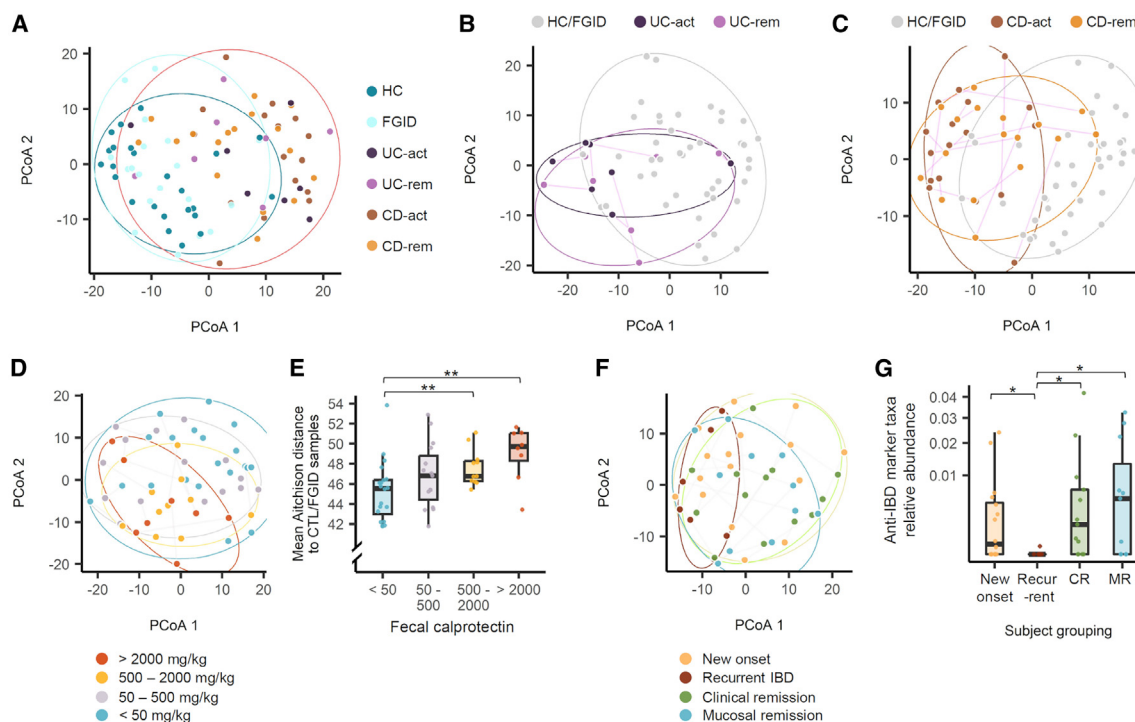 A
20
10
0
-10
-20
-10
0
10
20
PCoA 2
PCoA 1
HC
FGID
UC-act
UC-rem
CD-act
CD-rem
B
HC/FGID
UC-act
UC-rem
20
10
0
-10
-20
-20
-10
0
10
PCoA 2
PCoA 1
C
HC/FGID
CD-act
CD-rem
10
0
-10
-20
-10
0
10
PCoA 2
PCoA 1
D
20
10
0
-10
-20
-20
-10
0
10
20
PCoA 2
PCoA 1
> 2000 mg/kg
500 – 2000 mg/kg
50 – 500 mg/kg
< 50 mg/kg
E
**
**
54
53
52
50
48
46
44
42
Mean Aitchison distance
to CTL/FGID samples
< 50
50 -
500
500 -
2000
> 2000
Fecal calprotectin
F
10
0
-10
-10
0
10
20
PCoA 2
PCoA 1
New onset
Recurrent IBD
Clinical remission
Mucosal remission
G
*
*
*
0.04
0.03
0.02
0.01
Anti-IBD marker taxa
relative abundance
New
onset
Recur
-rent
CR
MR
Subject grouping